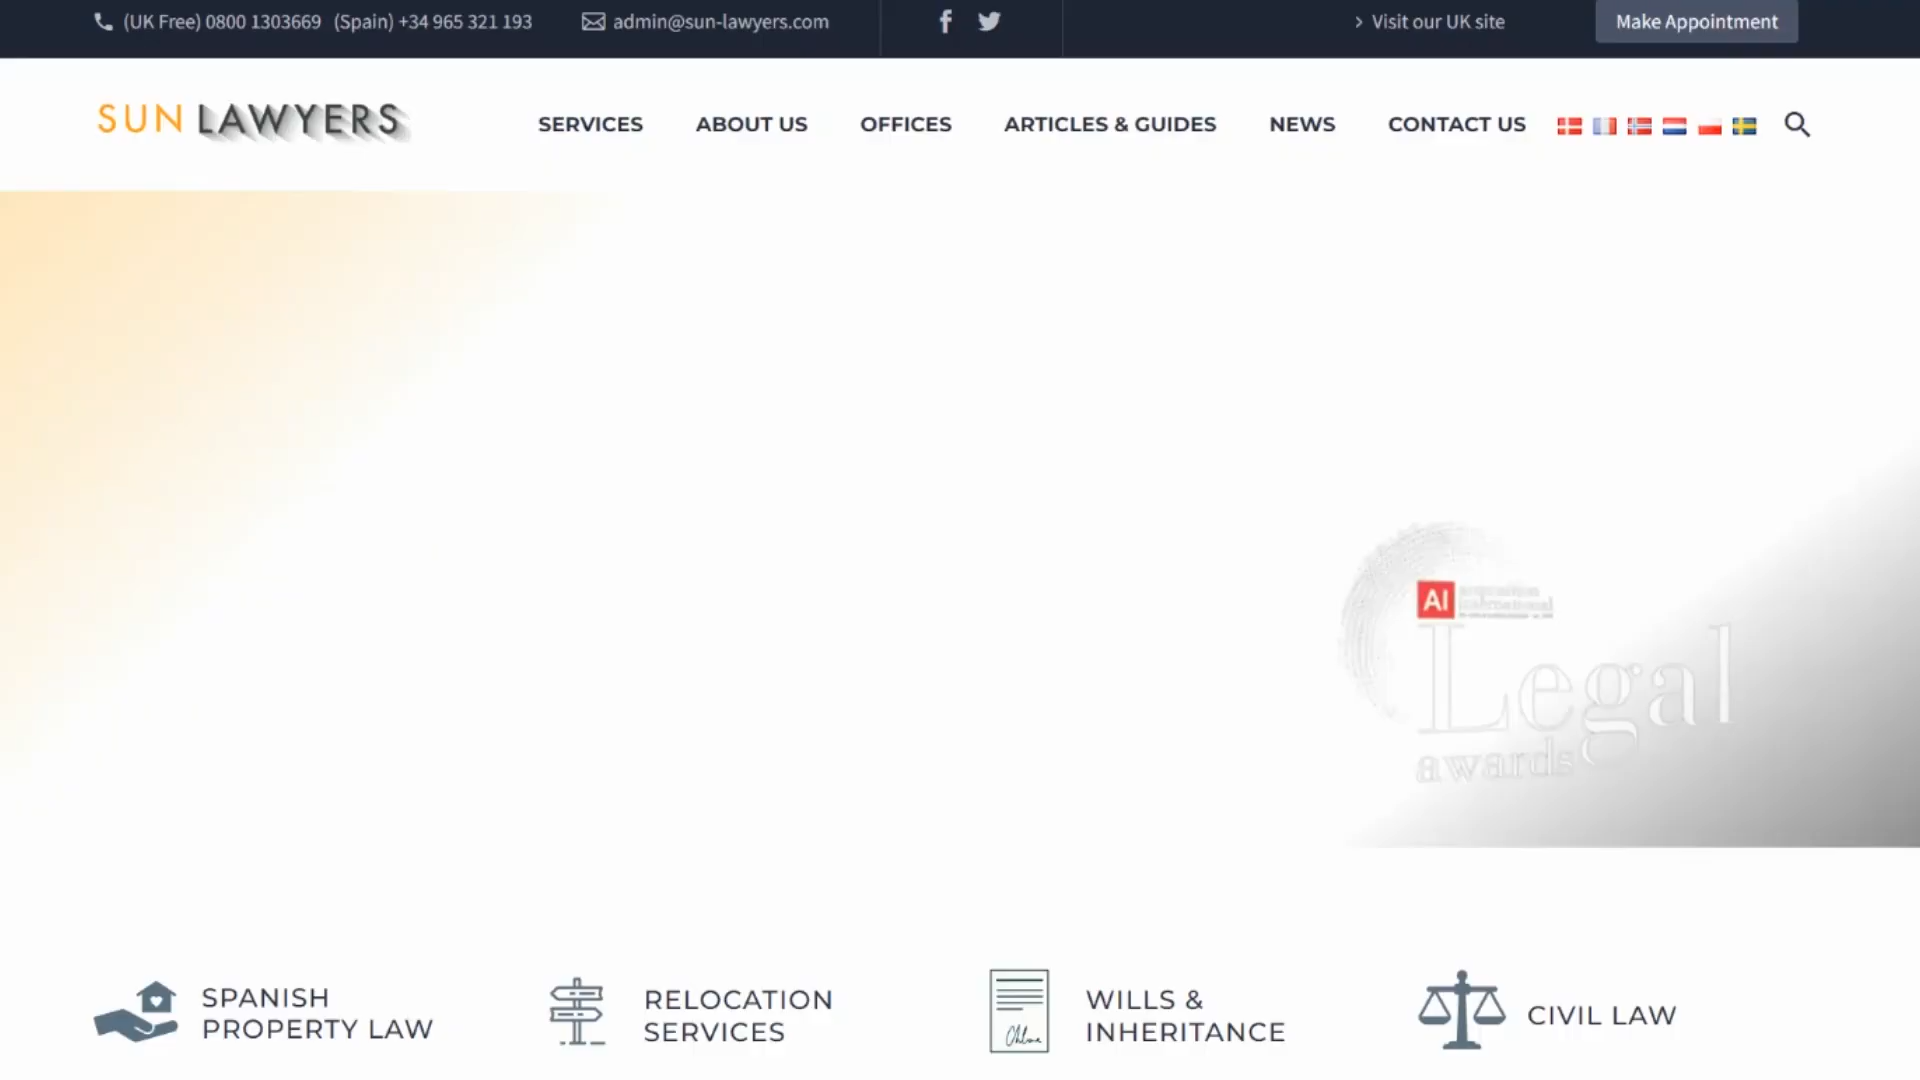 (UK Free) 0800 1303669 (Spain) +34 965 321 193 admin@sun-lawyers.com Visit our UK site Make Appointment
SUN LAWYERS
SERVICES ABOUT US OFFICES ARTICLES & GUIDES NEWS CONTACT US
AI
Legal
awards
SPANISH
PROPERTY LAW
RELOCATION
SERVICES
WILLS &
INHERITANCE
CIVIL LAW